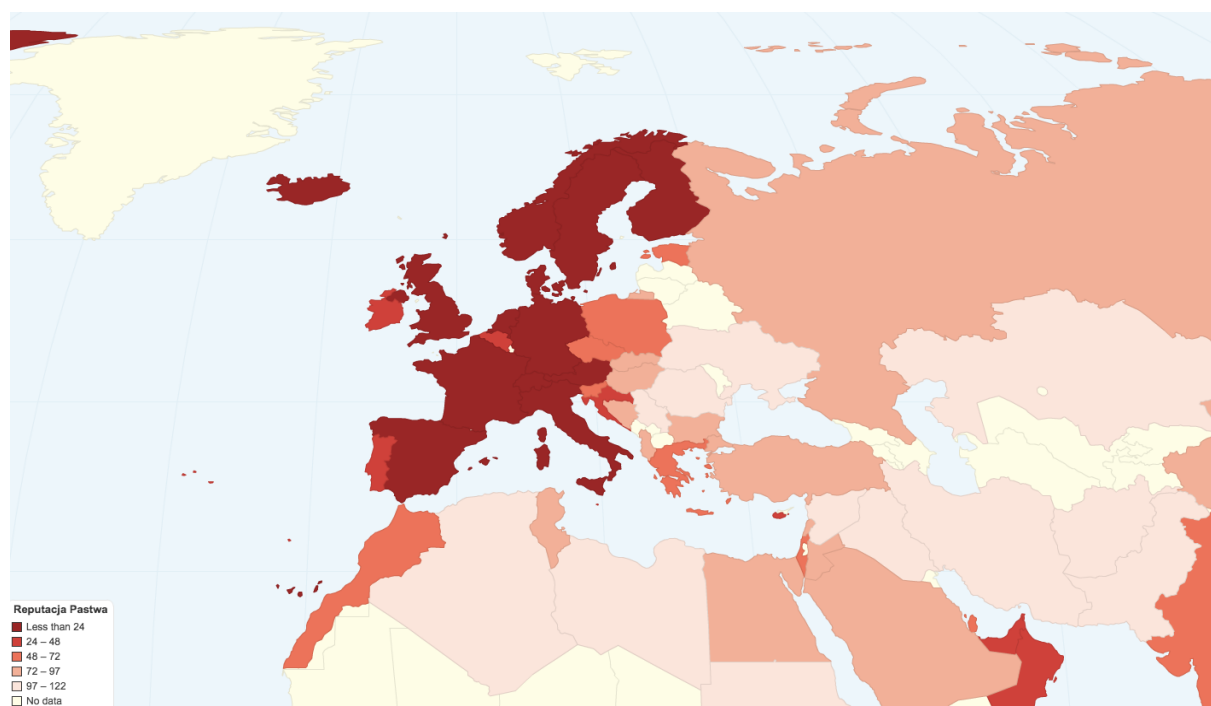 Reputacja Pastwa
Less than 24
24 – 48
48 – 72
72 – 97
97 – 122
No data